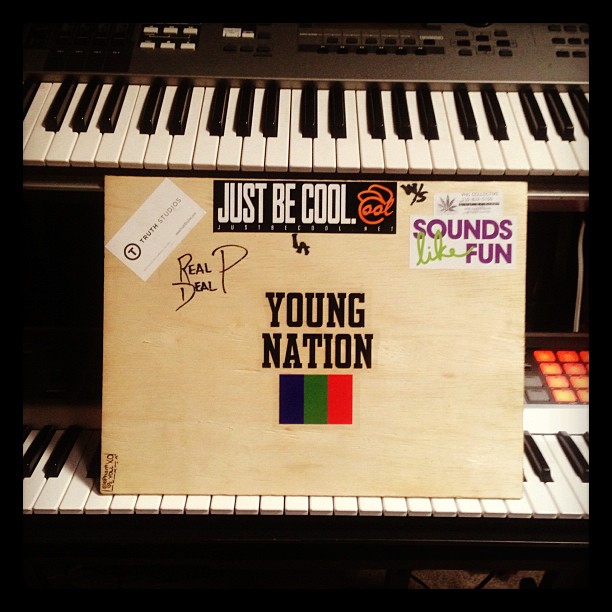 JUST BE COOL.
Cool
JUSTBECOOL.NET
W/S
LA
TRUTH STUDIOS
T
SOUNDS
like FUN
REAL P
DEAL
YOUNG
NATION